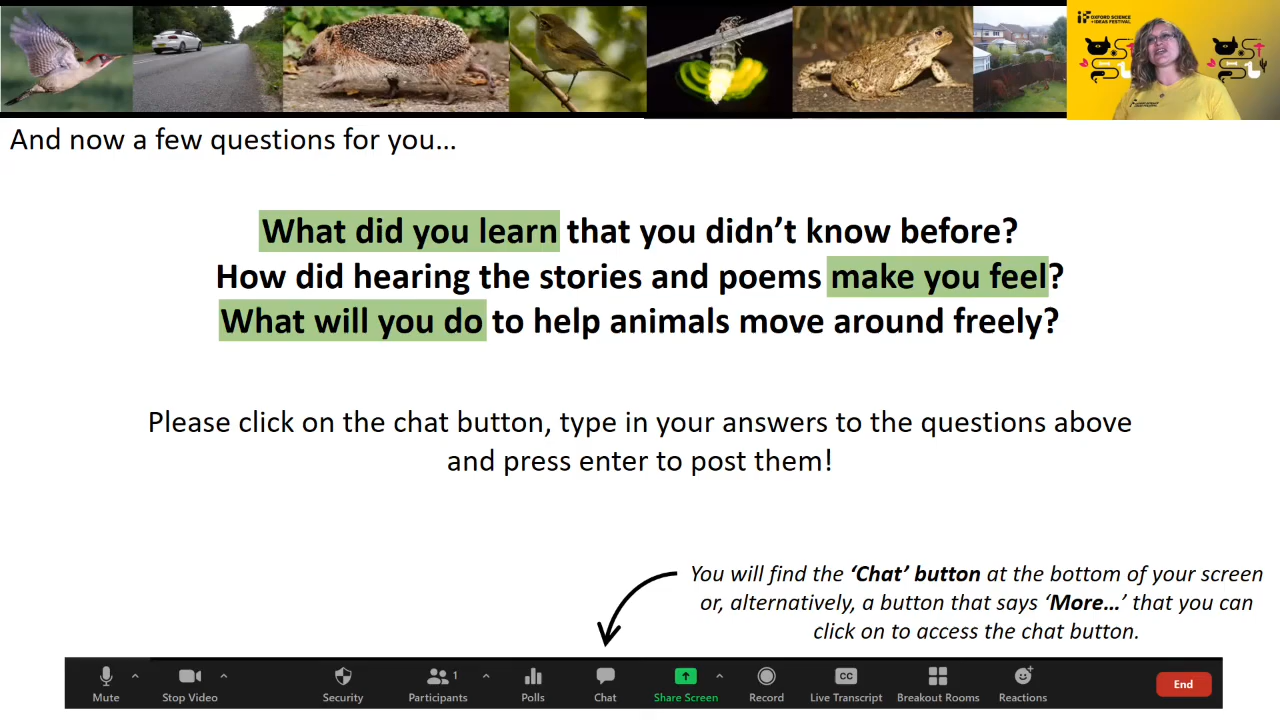 OXFORD SCIENCE
+IDEAS FESTIVAL
And now a few questions for you...
What did you learn that you didn't know before?
How did hearing the stories and poems make you feel?
What will you do to help animals move around freely?
Please click on the chat button, type in your answers to the questions above
and press enter to post them!
You will find the ‘Chat’ button at the bottom of your screen
or, alternatively, a button that says ‘More...’ that you can
click on to access the chat button.
Mute
Stop Video
Security
Participants 1
Polls
Chat
Share Screen
Record
CC Live Transcript
Breakout Rooms
Reactions
End